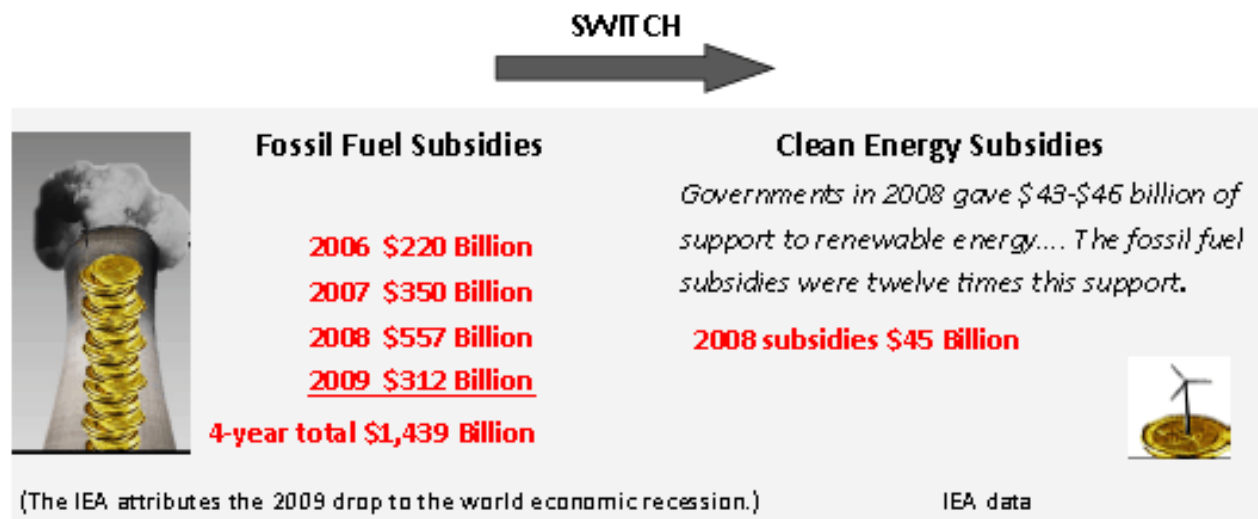 SWITCH
Fossil Fuel Subsidies
2006 $220 Billion
2007 $350 Billion
2008 $557 Billion
2009 $312 Billion
4-year total $1,439 Billion
Clean Energy Subsidies
Governments in 2008 gave $43-$46 billion of
support to renewable energy.... The fossil fuel
subsidies were twelve times this support.
2008 subsidies $45 Billion
(The IEA attributes the 2009 drop to the world economic recession.)
IEA data